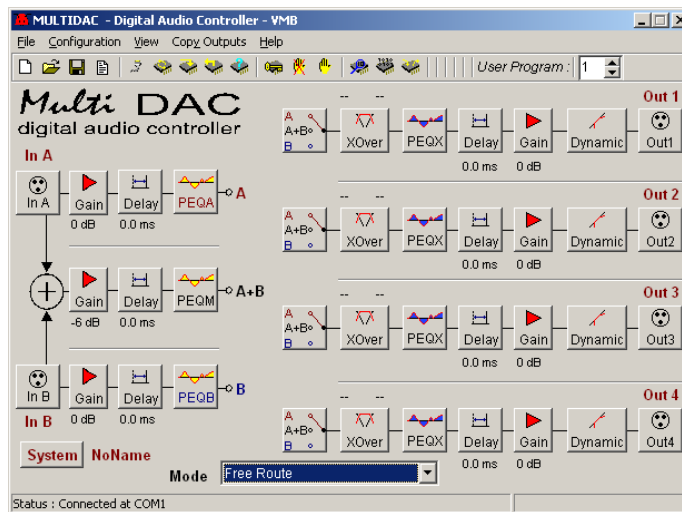 MULTIDAC - Digital Audio Controller - VMB
File Configuration View Copy Outputs Help
User Program : 1
Multi DAC
digital audio controller
In A
In A Gain Delay PEQA A
0 dB 0.0 ms
Gain Delay PEQM A+B
-6 dB 0.0 ms
In B Gain Delay PEQB B
In B 0 dB 0.0 ms
System NoName
Mode Free Route
-- -- Out 1
A
A+B
B XOver PEQX Delay Gain Dynamic Out1
0.0 ms 0 dB
Out 2
A
A+B
B XOver PEQX Delay Gain Dynamic Out2
0.0 ms 0 dB
-- -- Out 3
A
A+B
B XOver PEQX Delay Gain Dynamic Out3
0.0 ms 0 dB
-- -- Out 4
A
A+B
B XOver PEQX Delay Gain Dynamic Out4
0.0 ms 0 dB
Status : Connected at COM1